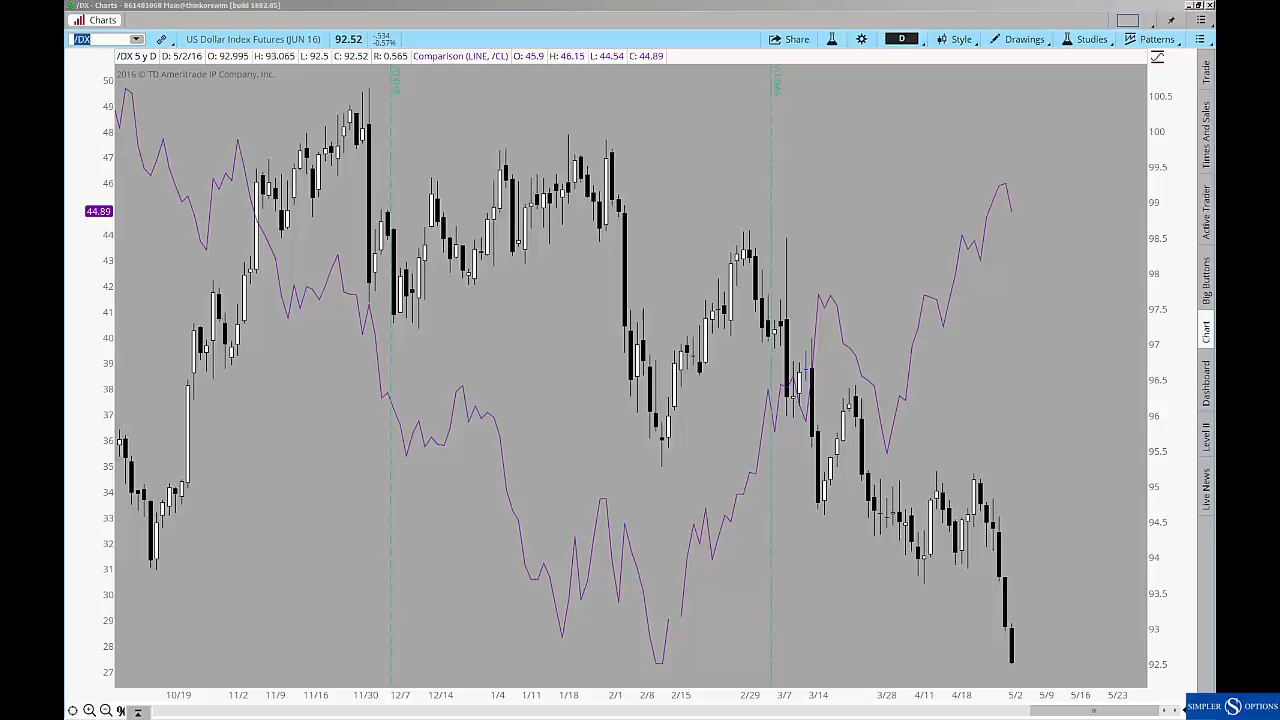 /DX - Charts - 861481068 Main@thinkorswim [build 1882.85]
Charts
/DX
US Dollar Index Futures (JUN 16)
92.52
-.534
-0.57%
Share
D
Style
Drawings
Studies
Patterns
/DX 5 y D
D: 5/2/16
O: 92.995
H: 93.065
L: 92.5
C: 92.52
R: 0.565
Comparison (LINE, /CL)
O: 45.9
H: 46.15
L: 44.54
C: 44.89
2016 © TD Ameritrade IP Company, Inc.
50
49
48
47
46
44.89
44
43
42
41
40
39
38
37
36
35
34
33
32
31
30
29
28
27
100.5
100
99.5
99
98.5
98
97.5
97
96.5
96
95.5
95
94.5
94
93.5
93
92.5
10/19
11/2
11/9
11/16
11/30
12/7
12/14
1/4
1/11
1/18
2/1
2/8
2/15
2/29
3/7
3/14
3/28
4/11
4/18
5/2
5/9
5/16
5/23
Trade
Times And Sales
Active Trader
Big Buttons
Chart
Dashboard
Level II
Live News
SIMPLER S OPTIONS